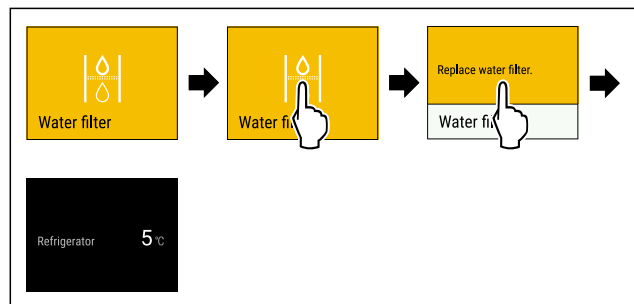 Water filter
Water fi
Replace water filter.
Water fi
Refrigerator 5 °C